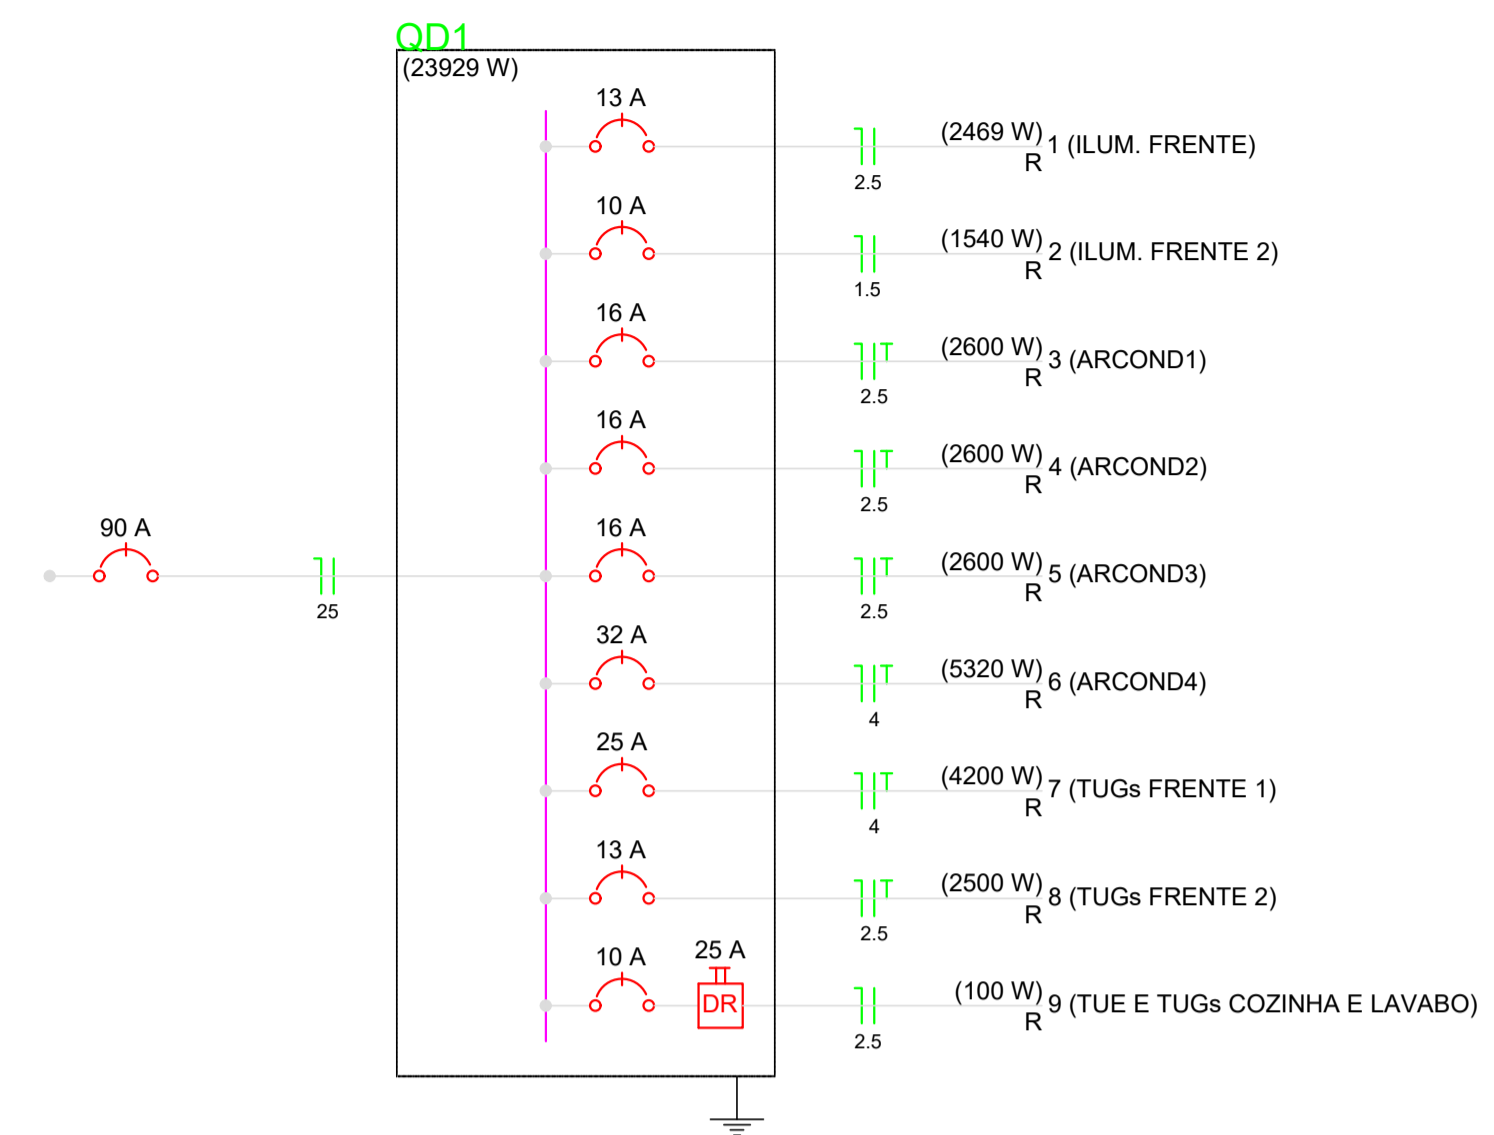 QD1
(23929 W)
13 A
(2469 W)
R
1 (ILUM. FRENTE)
2.5
10 A
(1540 W)
R
2 (ILUM. FRENTE 2)
1.5
16 A
(2600 W)
R
3 (ARCOND1)
2.5
16 A
(2600 W)
R
4 (ARCOND2)
2.5
90 A
25
16 A
(2600 W)
R
5 (ARCOND3)
2.5
32 A
(5320 W)
R
6 (ARCOND4)
4
25 A
(4200 W)
R
7 (TUGs FRENTE 1)
4
13 A
(2500 W)
R
8 (TUGs FRENTE 2)
2.5
10 A
25 A
DR
(100 W)
R
9 (TUE E TUGs COZINHA E LAVABO)
2.5